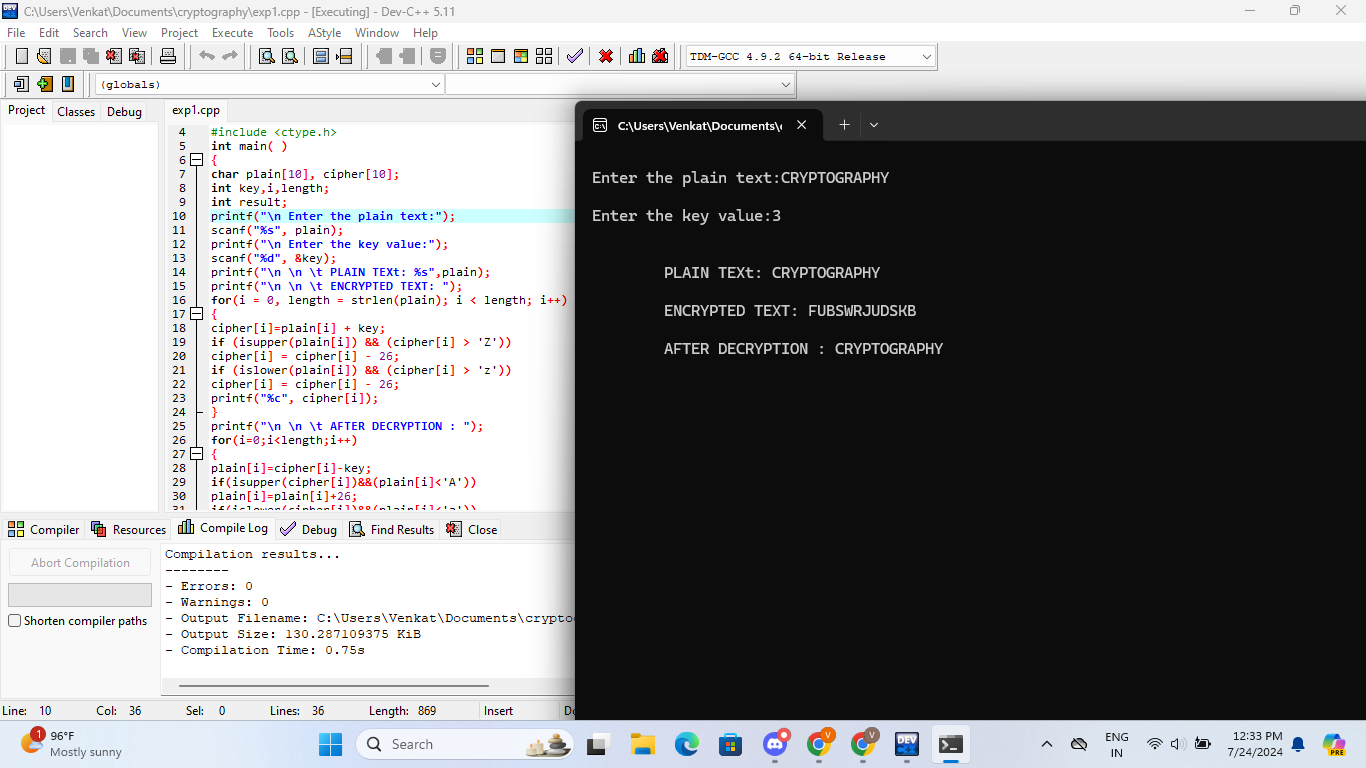 C:\Users\Venkat\Documents\cryptography\exp1.cpp - [Executing] - Dev-C++ 5.11
File Edit Search View Project Execute Tools AStyle Window Help
TDM-GCC 4.9.2 64-bit Release
(globals)
Project Classes Debug
exp1.cpp
4 #include <ctype.h>
5 int main( )
6 {
7 char plain[10], cipher[10];
8 int key,i,length;
9 int result;
10 printf("\n Enter the plain text:");
11 scanf("%s", plain);
12 printf("\n Enter the key value:");
13 scanf("%d", &key);
14 printf("\n \n \t PLAIN TEXt: %s",plain);
15 printf("\n \n \t ENCRYPTED TEXT: ");
16 for(i = 0, length = strlen(plain); i < length; i++)
17 {
18 cipher[i]=plain[i] + key;
19 if (isupper(plain[i]) && (cipher[i] > 'Z'))
20 cipher[i] = cipher[i] - 26;
21 if (islower(plain[i]) && (cipher[i] > 'z'))
22 cipher[i] = cipher[i] - 26;
23 printf("%c", cipher[i]);
24 }
25 printf("\n \n \t AFTER DECRYPTION : ");
26 for(i=0;i<length;i++)
27 {
28 plain[i]=cipher[i]-key;
29 if(isupper(cipher[i])&&(plain[i]<'A'))
30 plain[i]=plain[i]+26;
31 if(islower(cipher[i])&&(plain[i]<'a'))
C:\Users\Venkat\Documents\
Enter the plain text:CRYPTOGRAPHY
Enter the key value:3
PLAIN TEXt: CRYPTOGRAPHY
ENCRYPTED TEXT: FUBSWRJUDSKB
AFTER DECRYPTION : CRYPTOGRAPHY
Compiler Resources Compile Log Debug Find Results Close
Abort Compilation
Shorten compiler paths
Compilation results...
--------
- Errors: 0
- Warnings: 0
- Output Filename: C:\Users\Venkat\Documents\crypto
- Output Size: 130.287109375 KiB
- Compilation Time: 0.75s
Line: 10 Col: 36 Sel: 0 Lines: 36 Length: 869 Insert
1
96°F
Mostly sunny
Search
V
V
DEV
ENG
IN
12:33 PM
7/24/2024
PRE